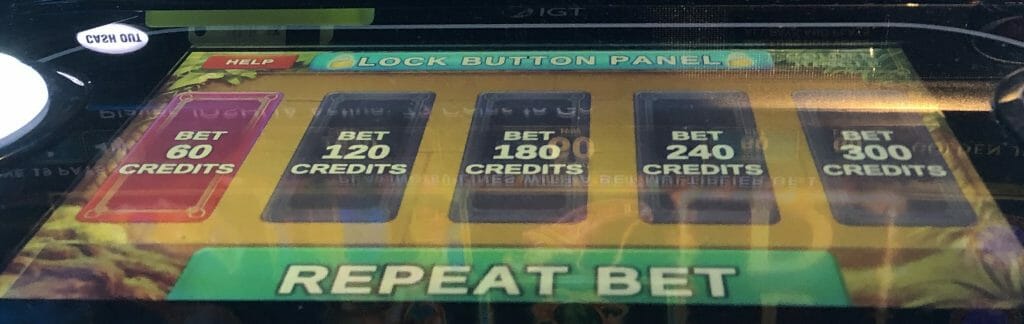 IGT
CASH OUT
HELP
LOCK BUTTON PANEL
BET
60
CREDITS
BET
120
CREDITS
BET
180
CREDITS
BET
240
CREDITS
BET
300
CREDITS
REPEAT BET